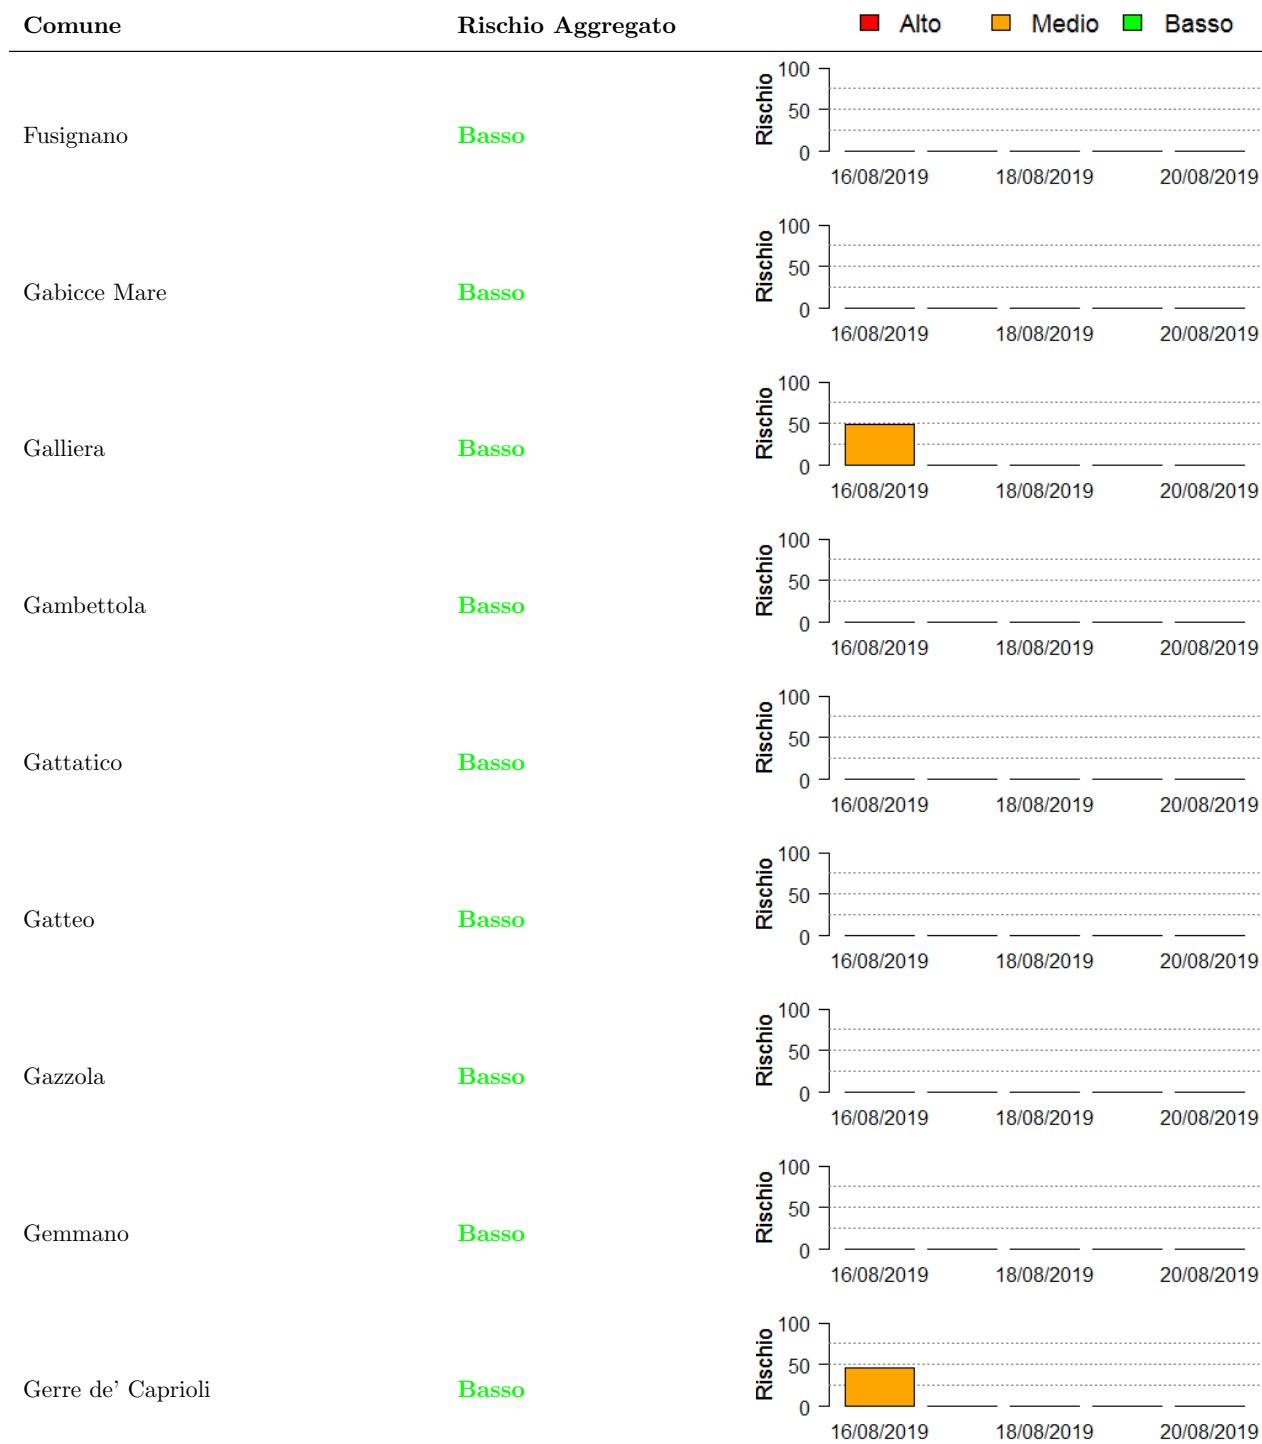 Comune Rischio Aggregato Alto Medio Basso
100
50
0
Rischio
Fusignano Basso
16/08/2019 18/08/2019 20/08/2019
100
50
0
Rischio
Gabicce Mare Basso
16/08/2019 18/08/2019 20/08/2019
100
50
0
Rischio
Galliera Basso
16/08/2019 18/08/2019 20/08/2019
100
50
0
Rischio
Gambettola Basso
16/08/2019 18/08/2019 20/08/2019
100
50
0
Rischio
Gattatico Basso
16/08/2019 18/08/2019 20/08/2019
100
50
0
Rischio
Gatteo Basso
16/08/2019 18/08/2019 20/08/2019
100
50
0
Rischio
Gazzola Basso
16/08/2019 18/08/2019 20/08/2019
100
50
0
Rischio
Gemmano Basso
16/08/2019 18/08/2019 20/08/2019
100
50
0
Rischio
Gerre de' Caprioli Basso
16/08/2019 18/08/2019 20/08/2019